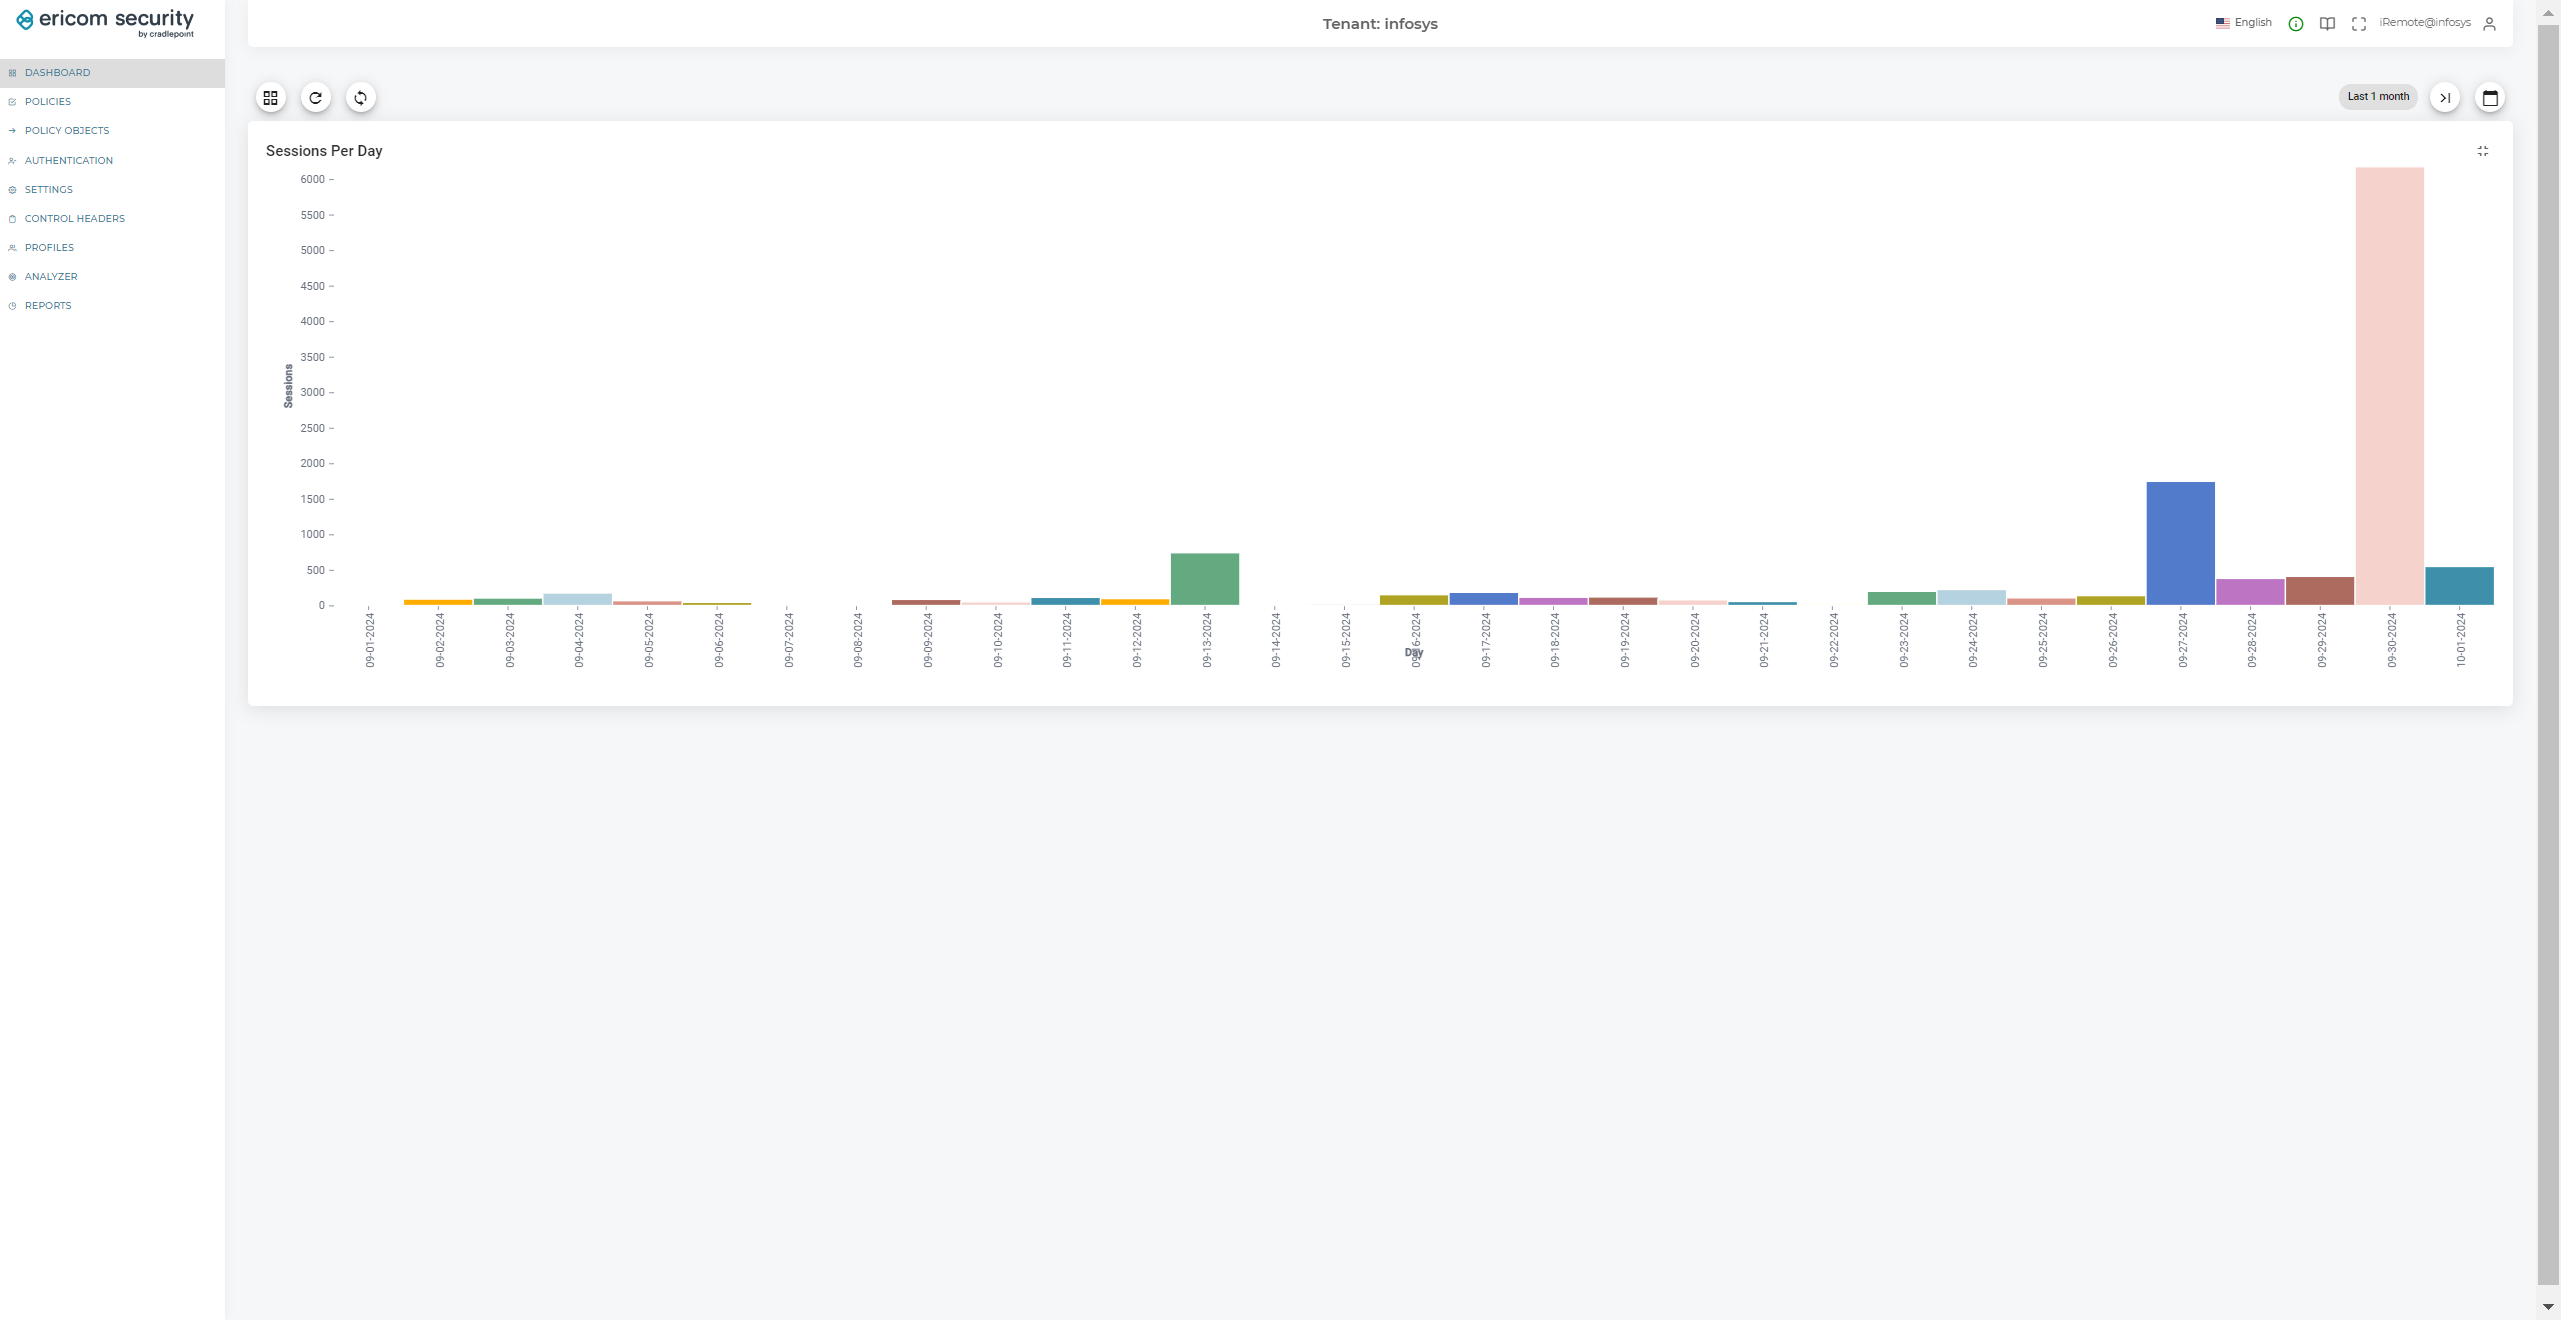 ericom security
by cradlepoint
Tenant: infosys
English
iRemote@infosys
DASHBOARD
POLICIES
POLICY OBJECTS
AUTHENTICATION
SETTINGS
CONTROL HEADERS
PROFILES
ANALYZER
REPORTS
Last 1 month
Sessions Per Day
6000
5500
5000
4500
4000
3500
3000
2500
2000
1500
1000
500
0
Sessions
09-01-2024
09-02-2024
09-03-2024
09-04-2024
09-05-2024
09-06-2024
09-07-2024
09-08-2024
09-09-2024
09-10-2024
09-11-2024
09-12-2024
09-13-2024
09-14-2024
09-15-2024
09-16-2024
09-17-2024
09-18-2024
09-19-2024
09-20-2024
09-21-2024
09-22-2024
09-23-2024
09-24-2024
09-25-2024
09-26-2024
09-27-2024
09-28-2024
09-29-2024
09-30-2024
10-01-2024
Day